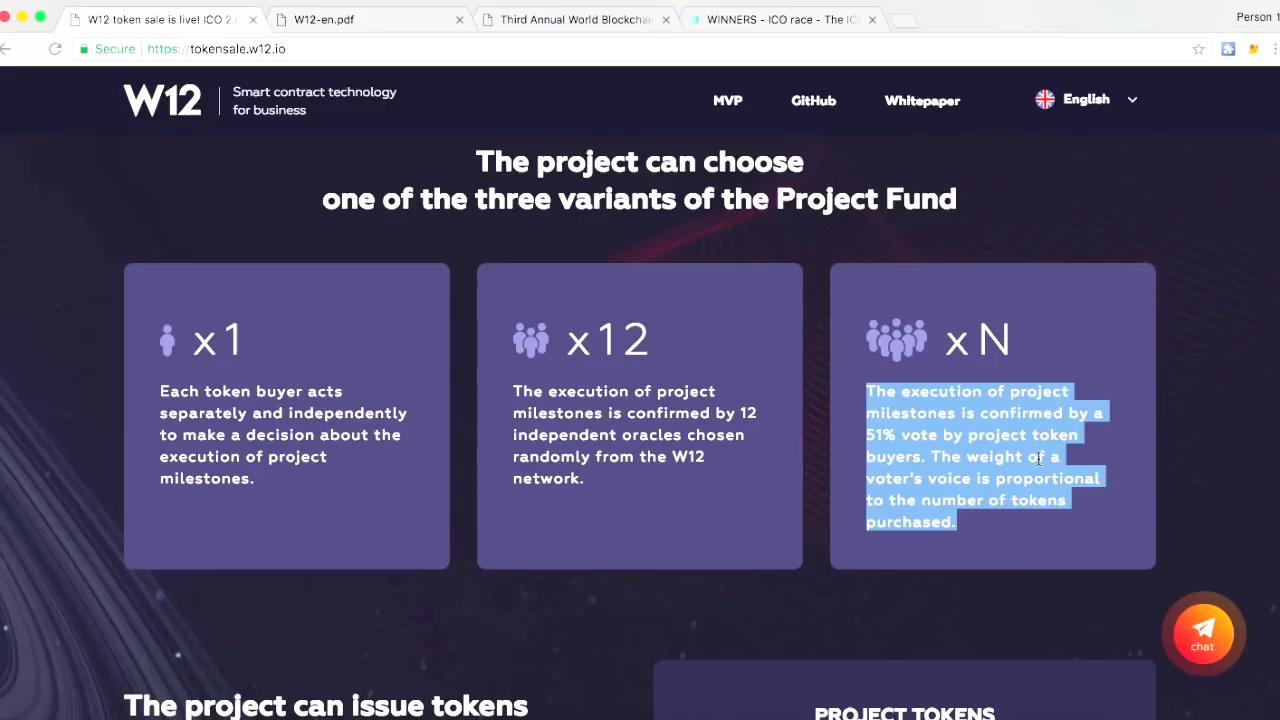 W12 token sale is live! ICO 2.
W12-en.pdf
Third Annual World Blockchain
WINNERS - ICO race - The ICO
Person 1
Secure
https://tokensale.w12.io
W12
Smart contract technology
for business
MVP
GitHub
Whitepaper
English
The project can choose
one of the three variants of the Project Fund
x1
Each token buyer acts
separately and independently
to make a decision about the
execution of project
milestones.
x12
The execution of project
milestones is confirmed by 12
independent oracles chosen
randomly from the W12
network.
xN
The execution of project
milestones is confirmed by a
51% vote by project token
buyers. The weight of a
voter's voice is proportional
to the number of tokens
purchased.
chat
The project can issue tokens
PROJECT TOKENS